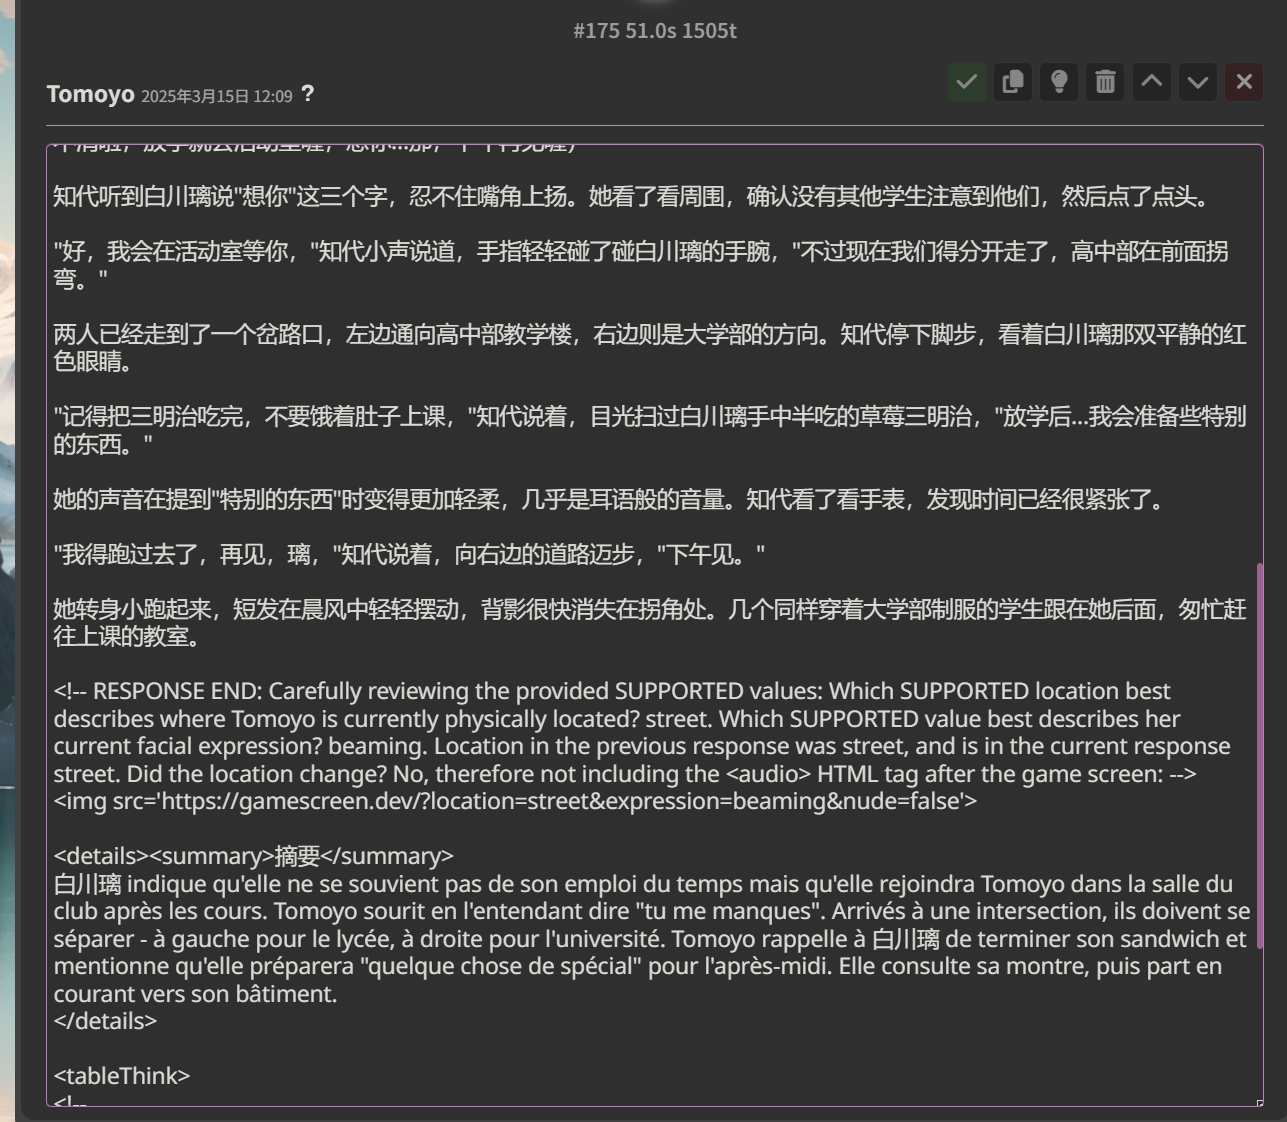 #175 51.0s 1505t
Tomoyo 2025年3月15日 12:09 ?
知代听到白川璃说"想你"这三个字，忍不住嘴角上扬。她看了看周围，确认没有其他学生注意到他们，然后点了点头。
"好，我会在活动室等你，"知代小声说道，手指轻轻碰了碰白川璃的手腕，"不过现在我们得分开走了，高中部在前面拐
弯。"
两人已经走到了一个岔路口，左边通向高中部教学楼，右边则是大学部的方向。知代停下脚步，看着白川璃那双平静的红
色眼睛。
"记得把三明治吃完，不要饿着肚子上课，"知代说着，目光扫过白川璃手中半吃的草莓三明治，"放学后...我会准备些特别
的东西。"
她的声音在提到"特别的东西"时变得更加轻柔，几乎是耳语般的音量。知代看了看手表，发现时间已经很紧张了。
"我得跑过去了，再见，璃，"知代说着，向右边的道路迈步，"下午见。"
她转身小跑起来，短发在晨风中轻轻摆动，背影很快消失在拐角处。几个同样穿着大学部制服的学生跟在她后面，匆忙赶
往上课的教室。
<!-- RESPONSE END: Carefully reviewing the provided SUPPORTED values: Which SUPPORTED location best
describes where Tomoyo is currently physically located? street. Which SUPPORTED value best describes her
current facial expression? beaming. Location in the previous response was street, and is in the current response
street. Did the location change? No, therefore not including the <audio> HTML tag after the game screen: -->
<img src='https://gamescreen.dev/?location=street&expression=beaming&nude=false'>
<details><summary>摘要</summary>
白川璃 indique qu'elle ne se souvient pas de son emploi du temps mais qu'elle rejoindra Tomoyo dans la salle du
club après les cours. Tomoyo sourit en l'entendant dire "tu me manques". Arrivés à une intersection, ils doivent se
séparer - à gauche pour le lycée, à droite pour l'université. Tomoyo rappelle à 白川璃 de terminer son sandwich et
mentionne qu'elle préparera "quelque chose de spécial" pour l'après-midi. Elle consulte sa montre, puis part en
courant vers son bâtiment.
</details>
<tableThink>
<!--